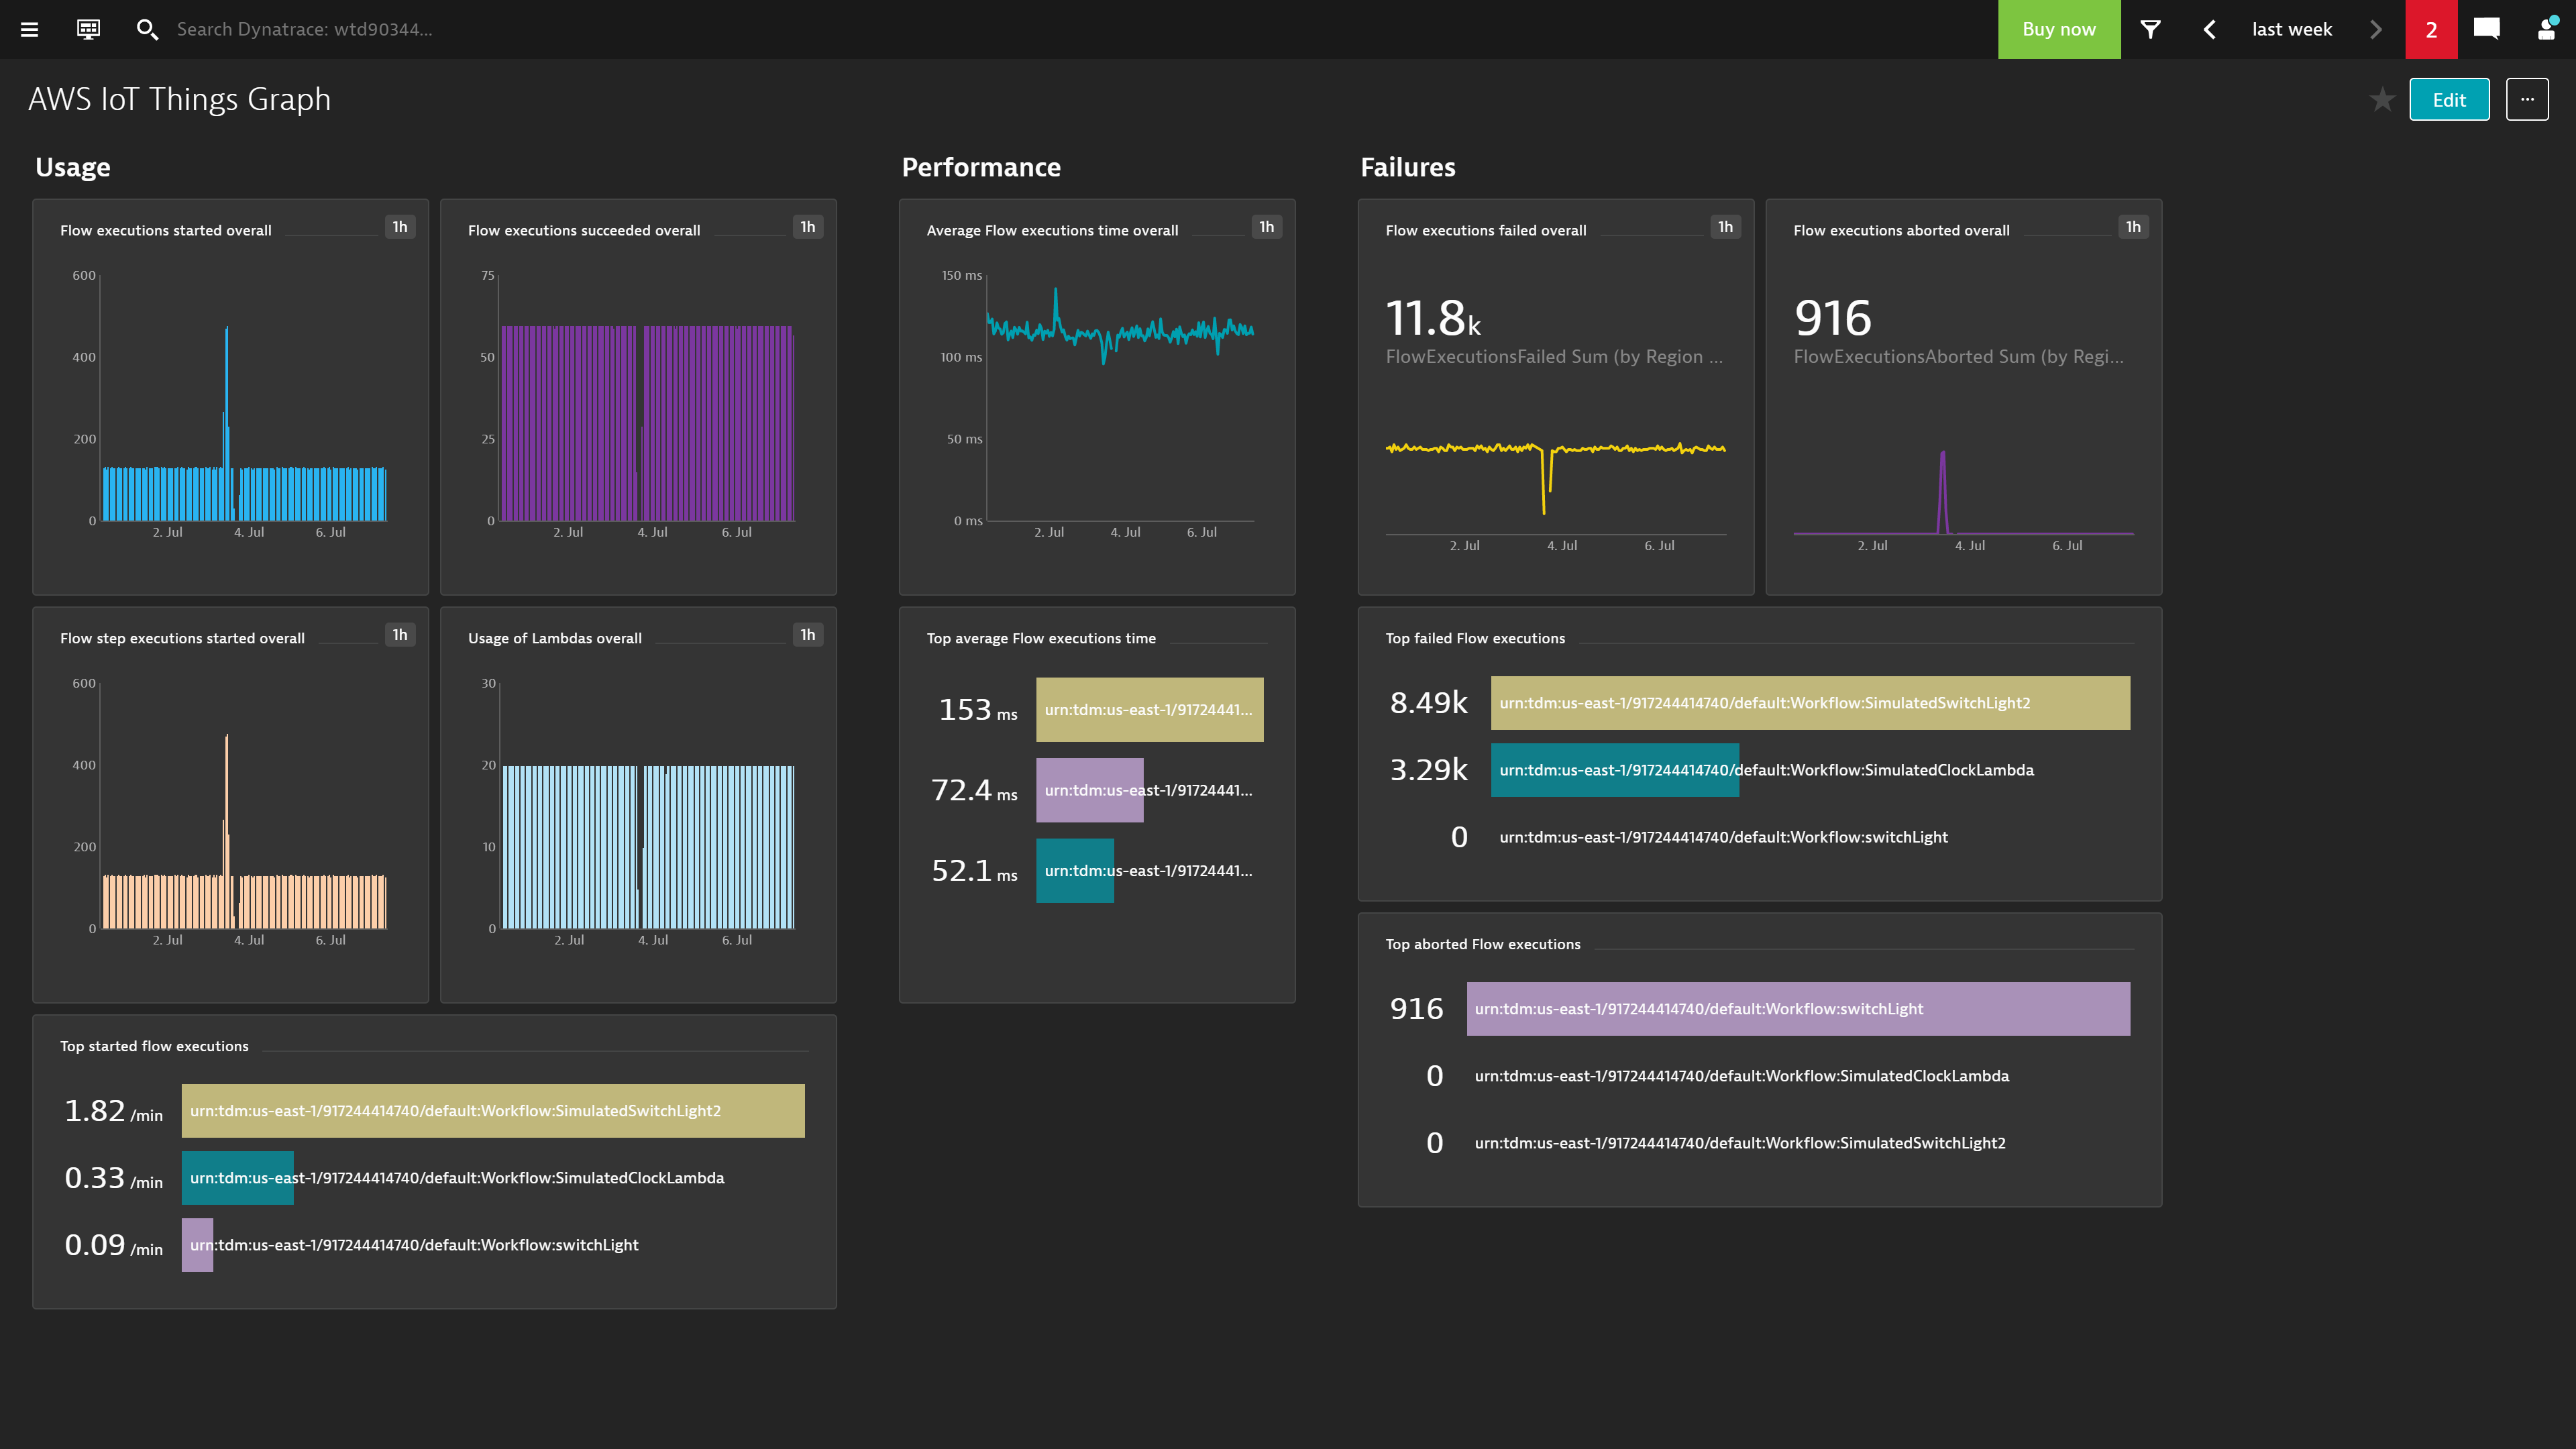 Search Dynatrace: wtd90344...
Buy now
last week
2
AWS IoT Things Graph
Edit
...
Usage
Flow executions started overall
1h
600
400
200
0
2. Jul
4. Jul
6. Jul
Flow executions succeeded overall
1h
75
50
25
0
2. Jul
4. Jul
6. Jul
Flow step executions started overall
1h
600
400
200
0
2. Jul
4. Jul
6. Jul
Usage of Lambdas overall
1h
30
20
10
0
2. Jul
4. Jul
6. Jul
Top started flow executions
1.82 /min
urn:tdm:us-east-1/917244414740/default:Workflow:SimulatedSwitchLight2
0.33 /min
urn:tdm:us-east-1/917244414740/default:Workflow:SimulatedClockLambda
0.09 /min
urn:tdm:us-east-1/917244414740/default:Workflow:switchLight
Performance
Average Flow executions time overall
1h
150 ms
100 ms
50 ms
0 ms
2. Jul
4. Jul
6. Jul
Top average Flow executions time
153 ms
urn:tdm:us-east-1/91724441...
72.4 ms
urn:tdm:us-east-1/91724441...
52.1 ms
urn:tdm:us-east-1/91724441...
Failures
Flow executions failed overall
1h
11.8k
FlowExecutionsFailed Sum (by Region ...
2. Jul
4. Jul
6. Jul
Flow executions aborted overall
1h
916
FlowExecutionsAborted Sum (by Regi...
2. Jul
4. Jul
6. Jul
Top failed Flow executions
8.49k
urn:tdm:us-east-1/917244414740/default:Workflow:SimulatedSwitchLight2
3.29k
urn:tdm:us-east-1/917244414740/default:Workflow:SimulatedClockLambda
0
urn:tdm:us-east-1/917244414740/default:Workflow:switchLight
Top aborted Flow executions
916
urn:tdm:us-east-1/917244414740/default:Workflow:switchLight
0
urn:tdm:us-east-1/917244414740/default:Workflow:SimulatedClockLambda
0
urn:tdm:us-east-1/917244414740/default:Workflow:SimulatedSwitchLight2